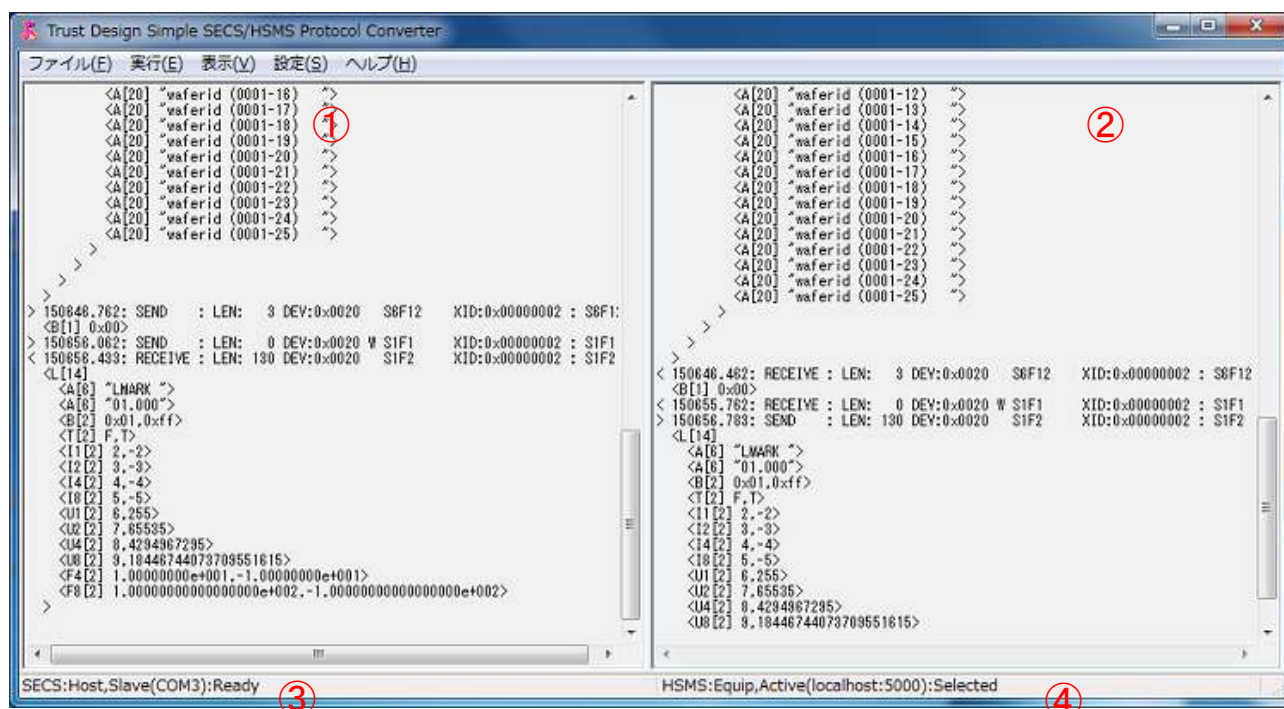 Trust Design Simple SECS/HSMS Protocol Converter
ファイル(F) 実行(E) 表示(V) 設定(S) ヘルプ(H)
<A[20] "waferid (0001-16) ">
<A[20] "waferid (0001-17) ">
<A[20] "waferid (0001-18) ">
<A[20] "waferid (0001-19) ">
<A[20] "waferid (0001-20) ">
<A[20] "waferid (0001-21) ">
<A[20] "waferid (0001-22) ">
<A[20] "waferid (0001-23) ">
<A[20] "waferid (0001-24) ">
<A[20] "waferid (0001-25) ">
>
>
>
>
> 150646.762: SEND : LEN: 3 DEV:0x0020 S6F12 XID:0x00000002 : S6F1:
<B[1] 0x00>
> 150656.062: SEND : LEN: 0 DEV:0x0020 W S1F1 XID:0x00000002 : S1F1
< 150656.433: RECEIVE : LEN: 130 DEV:0x0020 S1F2 XID:0x00000002 : S1F2
<L[14]
<A[6] "LMARK ">
<A[6] "01.000">
<B[2] 0x01,0xff>
<T[2] F,T>
<I1[2] 2,-2>
<I2[2] 3,-3>
<I4[2] 4,-4>
<I8[2] 5,-5>
<U1[2] 6,255>
<U2[2] 7,65535>
<U4[2] 8,4294967295>
<U8[2] 9,18446744073709551615>
<F4[2] 1.00000000e+001,-1.00000000e+001>
<F8[2] 1.0000000000000000e+002,-1.0000000000000000e+002>
>
①
<A[20] "waferid (0001-12) ">
<A[20] "waferid (0001-13) ">
<A[20] "waferid (0001-14) ">
<A[20] "waferid (0001-15) ">
<A[20] "waferid (0001-16) ">
<A[20] "waferid (0001-17) ">
<A[20] "waferid (0001-18) ">
<A[20] "waferid (0001-19) ">
<A[20] "waferid (0001-20) ">
<A[20] "waferid (0001-21) ">
<A[20] "waferid (0001-22) ">
<A[20] "waferid (0001-23) ">
<A[20] "waferid (0001-24) ">
<A[20] "waferid (0001-25) ">
>
>
>
>
< 150646.462: RECEIVE : LEN: 3 DEV:0x0020 S6F12 XID:0x00000002 : S6F12
<B[1] 0x00>
< 150655.762: RECEIVE : LEN: 0 DEV:0x0020 W S1F1 XID:0x00000002 : S1F1
> 150656.783: SEND : LEN: 130 DEV:0x0020 S1F2 XID:0x00000002 : S1F2
<L[14]
<A[6] "LMARK ">
<A[6] "01.000">
<B[2] 0x01,0xff>
<T[2] F,T>
<I1[2] 2,-2>
<I2[2] 3,-3>
<I4[2] 4,-4>
<I8[2] 5,-5>
<U1[2] 6,255>
<U2[2] 7,65535>
<U4[2] 8,4294967295>
<U8[2] 9,18446744073709551615>
②
SECS:Host,Slave(COM3):Ready
③
HSMS:Equip,Active(localhost:5000):Selected
④